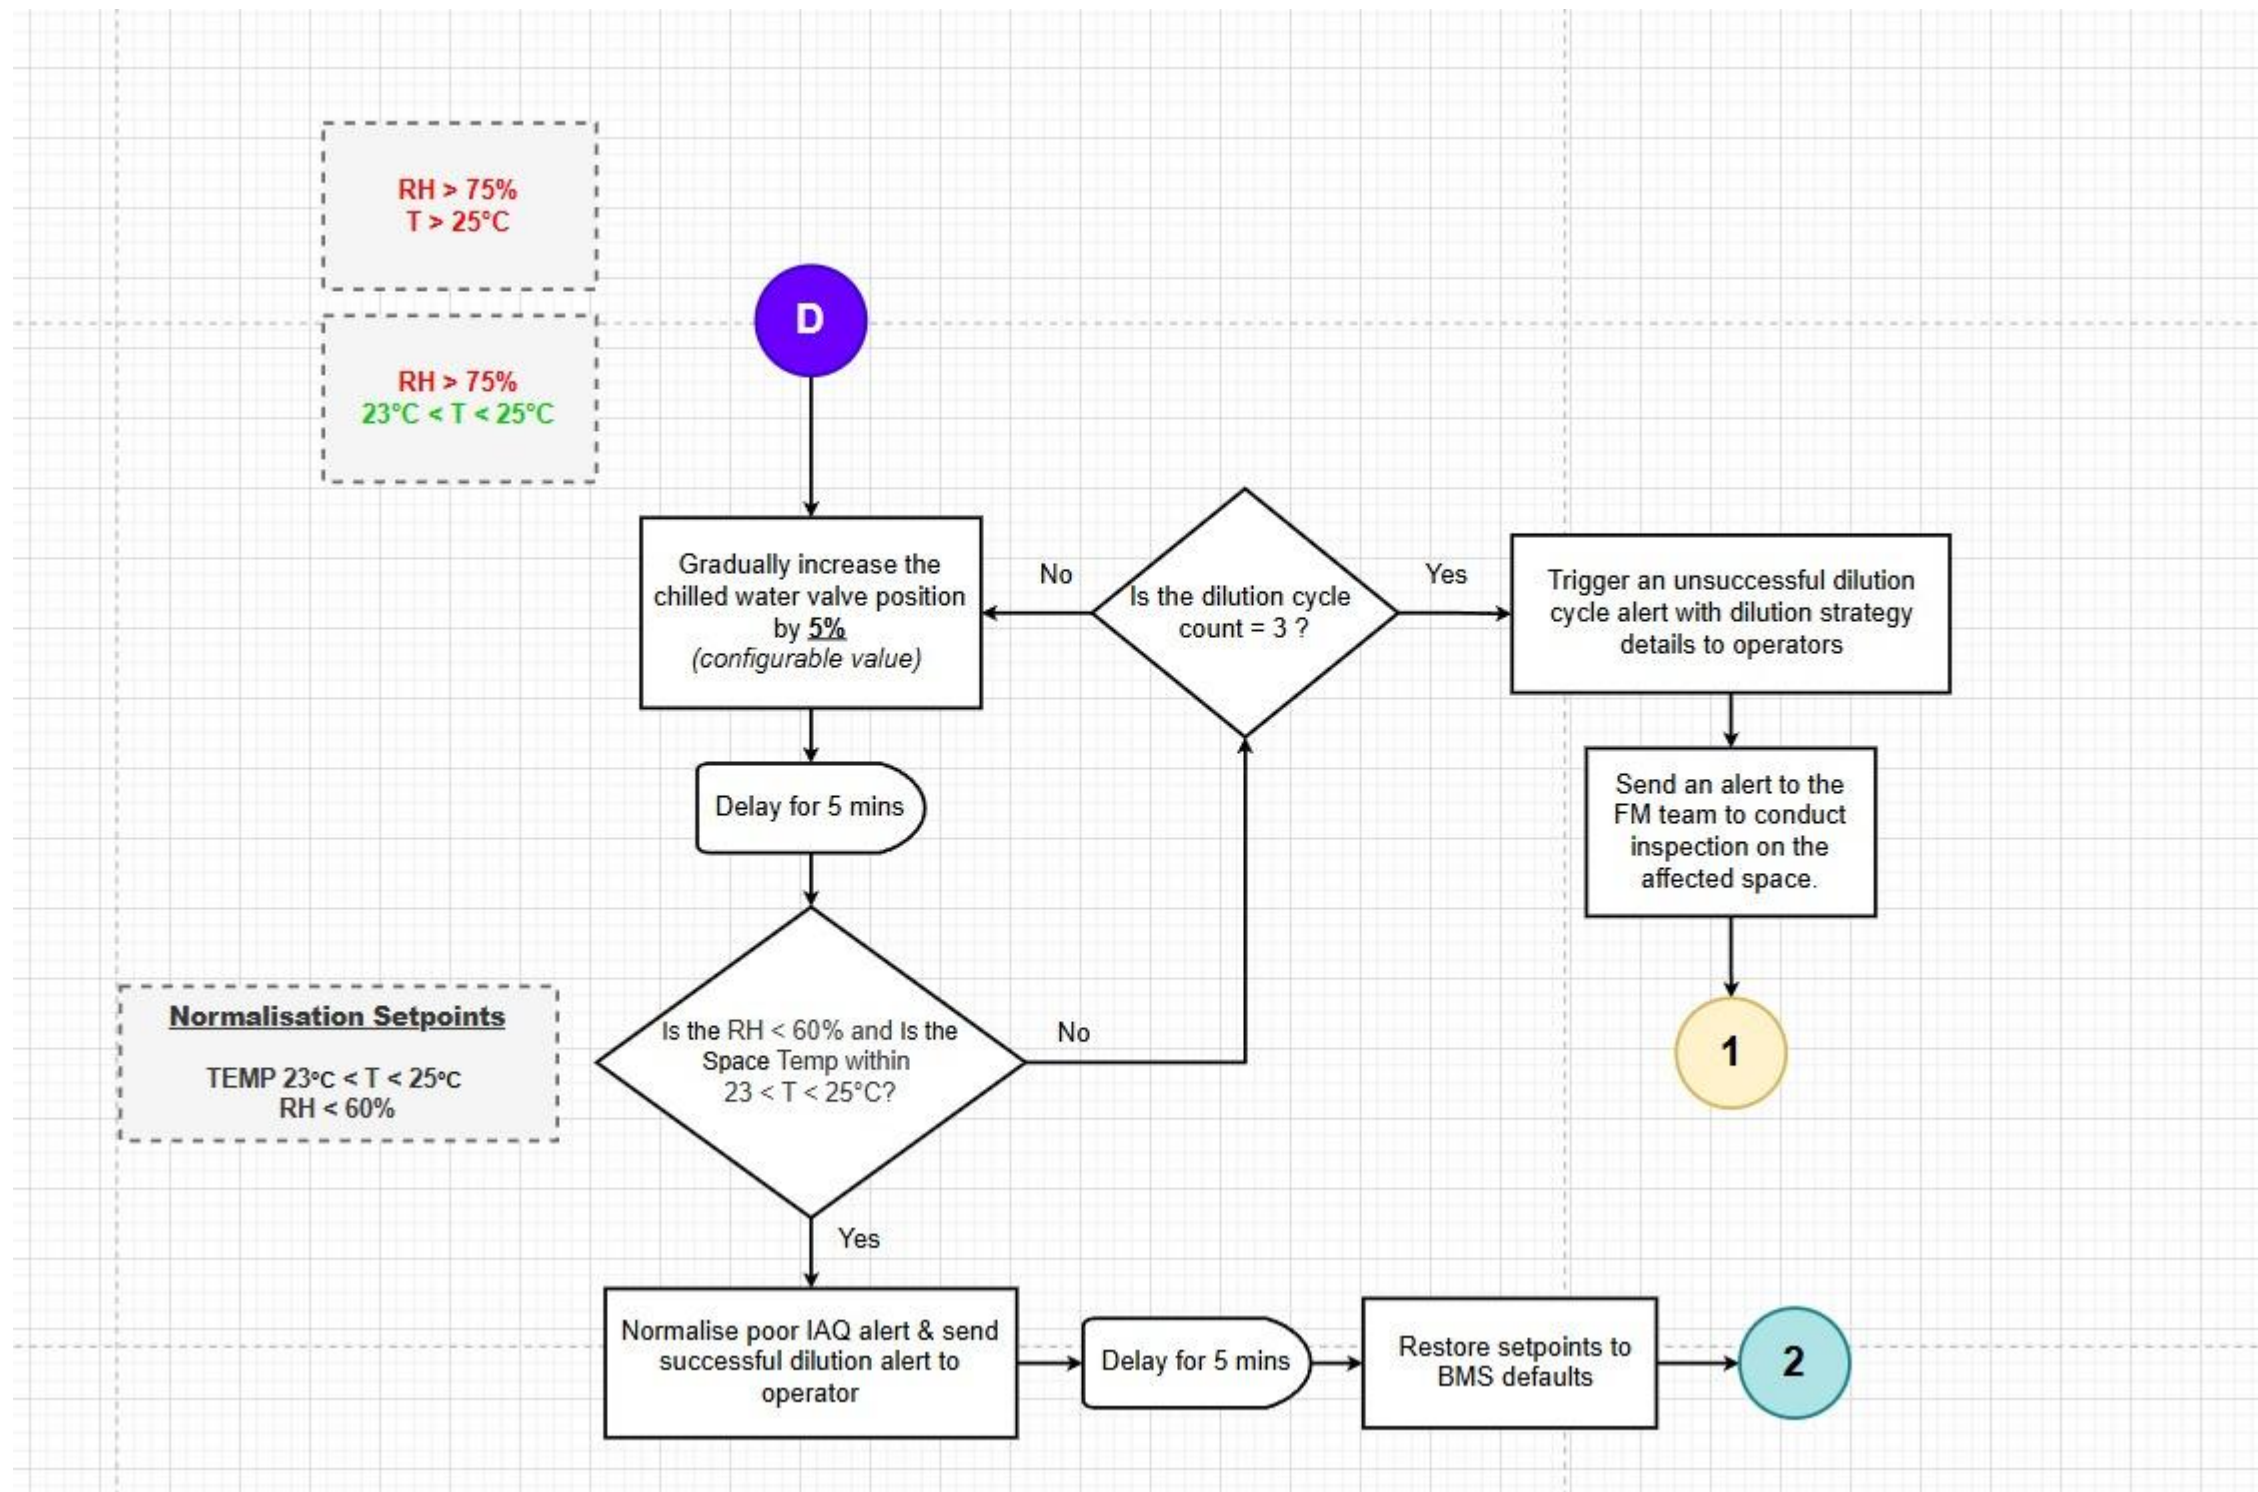 RH > 75%
T > 25°C
D
RH > 75%
23°C < T < 25°C
Gradually increase the
chilled water valve position
by 5%
(configurable value)
No
Is the dilution cycle
count = 3 ?
Yes
Trigger an unsuccessful dilution
cycle alert with dilution strategy
details to operators
Delay for 5 mins
Send an alert to the
FM team to conduct
inspection on the
affected space.
Normalisation Setpoints
TEMP 23°C < T < 25°C
RH < 60%
Is the RH < 60% and Is the
Space Temp within
23 < T < 25°C?
No
1
Yes
Normalise poor IAQ alert & send
successful dilution alert to
operator
Delay for 5 mins
Restore setpoints to
BMS defaults
2